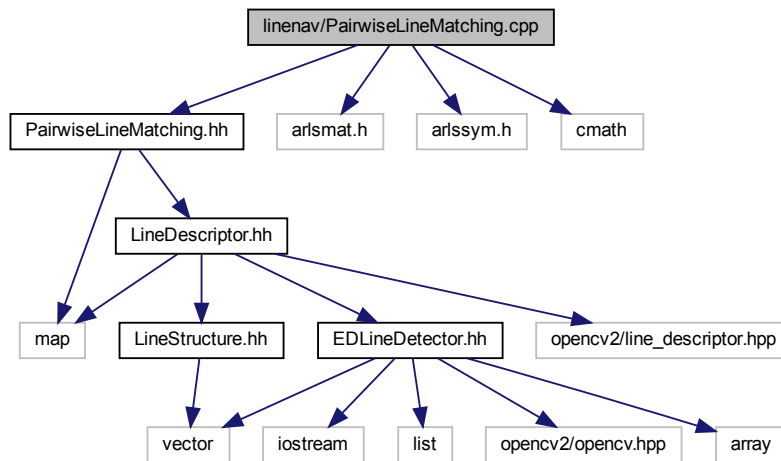 linenav/PairwiseLineMatching.cpp
PairwiseLineMatching.hh
arlsmat.h
arlssym.h
cmath
LineDescriptor.hh
map
LineStructure.hh
EDLineDetector.hh
opencv2/line_descriptor.hpp
vector
iostream
list
opencv2/opencv.hpp
array